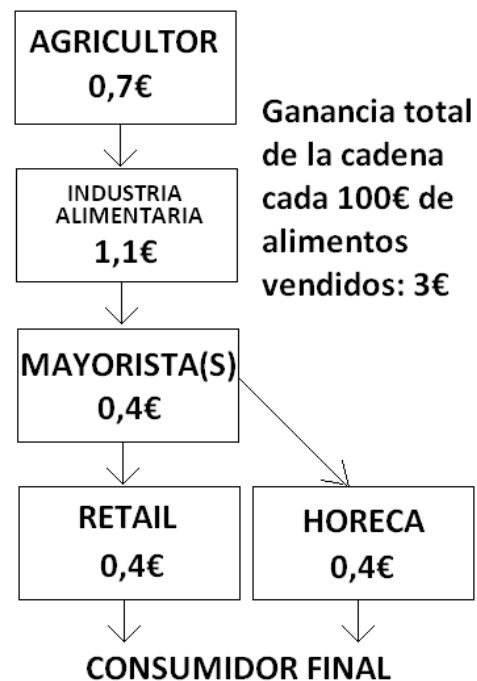 AGRICULTOR
0,7€
Ganancia total
de la cadena
cada 100€ de
alimentos
vendidos: 3€
INDUSTRIA
ALIMENTARIA
1,1€
MAYORISTA(S)
0,4€
RETAIL
0,4€
HORECA
0,4€
CONSUMIDOR FINAL